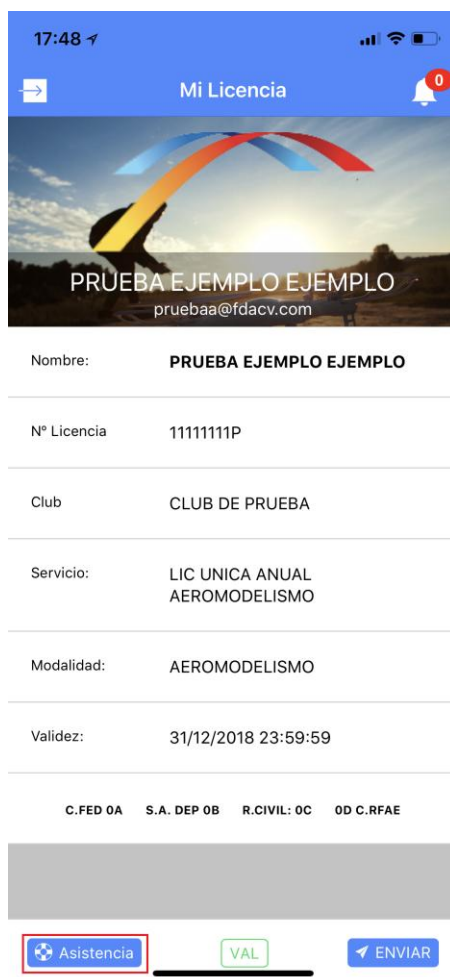 17:48
Mi Licencia
0
PRUEBA EJEMPLO EJEMPLO
pruebaa@fdacv.com
Nombre: PRUEBA EJEMPLO EJEMPLO
Nº Licencia 11111111P
Club CLUB DE PRUEBA
Servicio: LIC UNICA ANUAL
AEROMODELISMO
Modalidad: AEROMODELISMO
Validez: 31/12/2018 23:59:59
C.FED 0A S.A. DEP 0B R.CIVIL: 0C 0D C.RFAE
Asistencia VAL ENVIAR